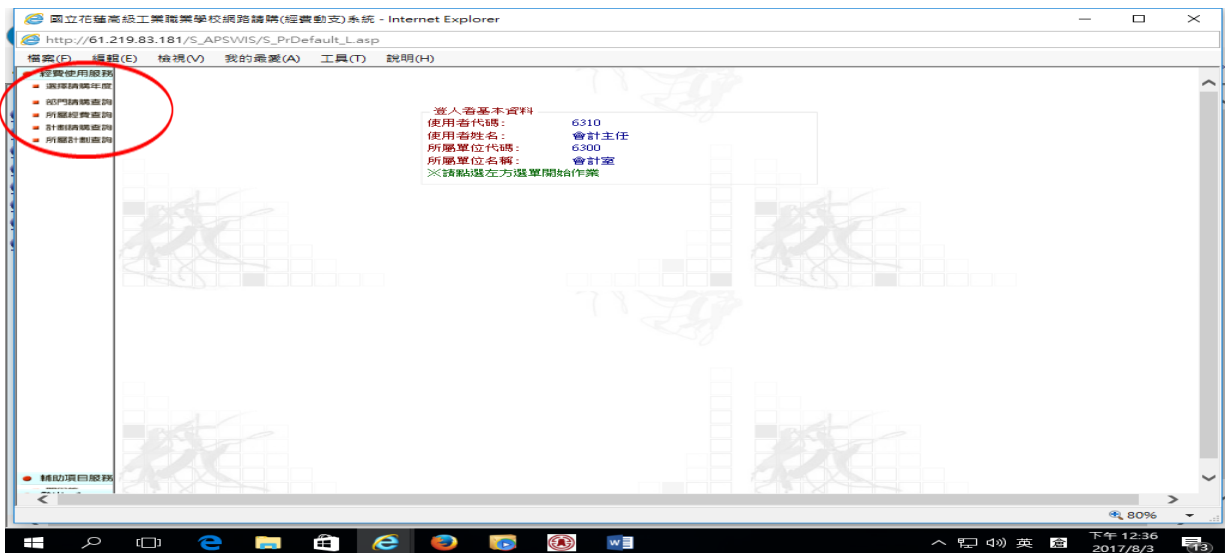 國立花蓮高級工業職業學校網路請購(經費動支)系統 - Internet Explorer
http://61.219.83.181/S_APSWIS/S_PrDefault_L.asp
檔案(F) 編輯(E) 檢視(V) 我的最愛(A) 工具(T) 說明(H)
經費使用服務
選擇請購年度
部門請購查詢
所屬經費查詢
計劃請購查詢
所屬計劃查詢
登入者基本資料
使用者代碼: 6310
使用者姓名: 會計主任
所屬單位代碼: 6300
所屬單位名稱: 會計室
※請點選左方選單開始作業
輔助項目服務
80%
英
下午 12:36
2017/8/3
13